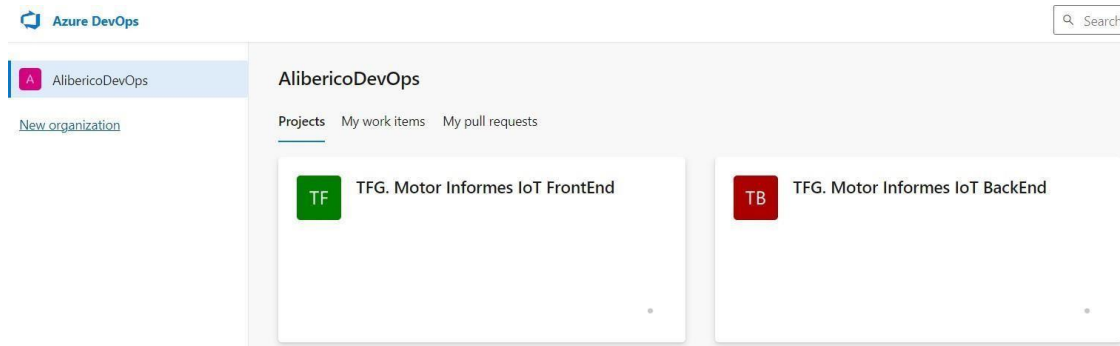 Azure DevOps
Search
A AlibericoDevOps
New organization
AlibericoDevOps
Projects My work items My pull requests
TF TFG. Motor Informes IoT FrontEnd
TB TFG. Motor Informes IoT BackEnd